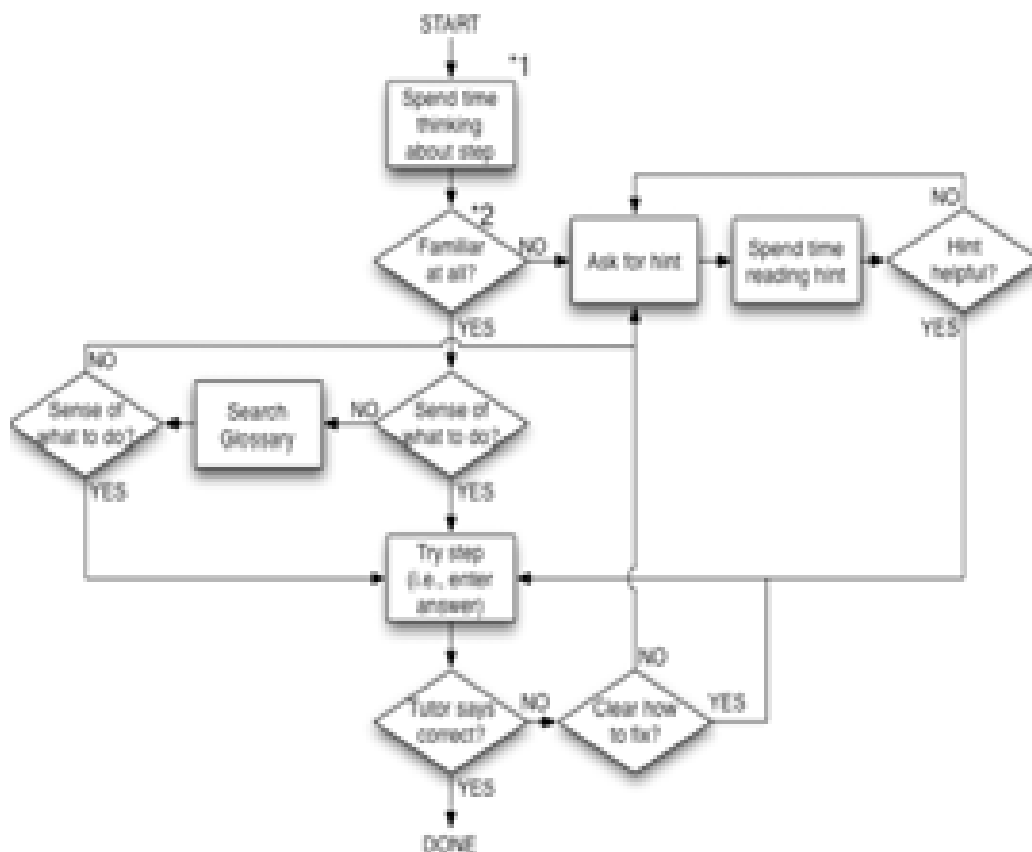 START
*1
Spend time
thinking
about step
*2
Familiar
at all?
NO
Ask for hint
Spend time
reading hint
NO
Hint
helpful?
YES
YES
NO
Sense of
what to do?
Search
Glossary
NO
Sense of
what to do?
YES
YES
Try step
(i.e., enter
answer)
NO
Tutor says
correct?
NO
Clear how
to fix?
YES
YES
DONE